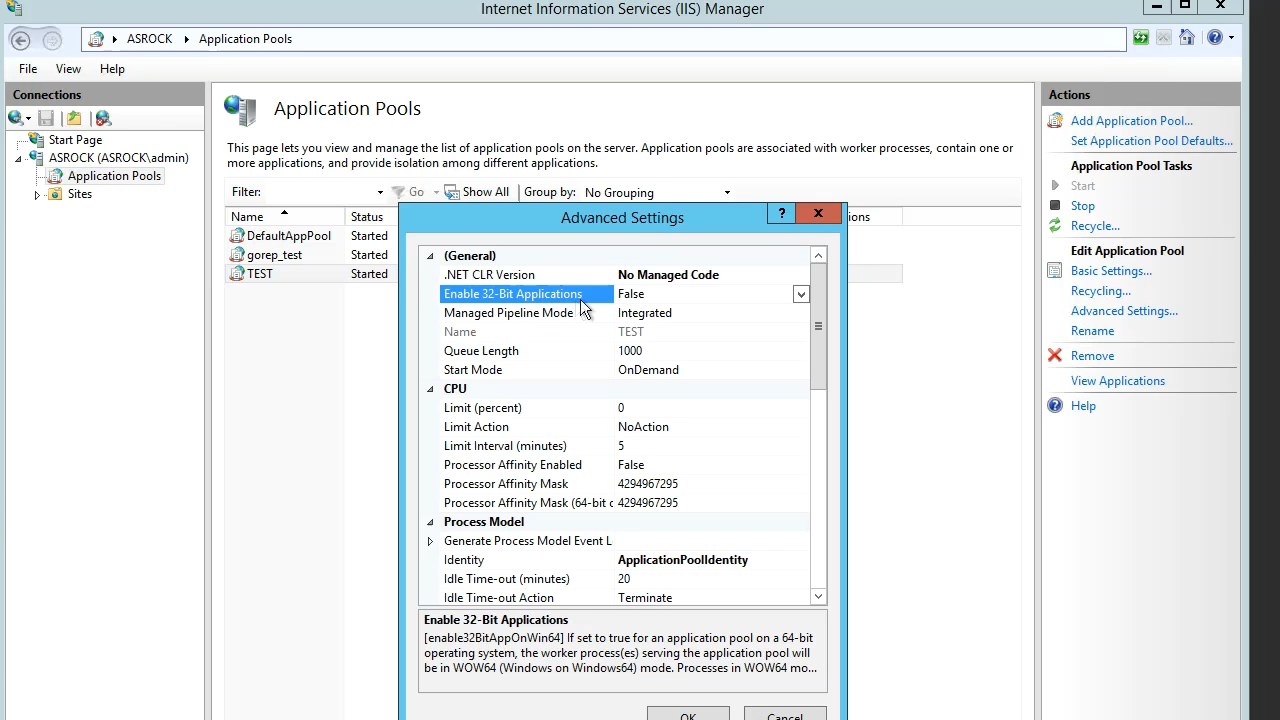 Internet Information Services (IIS) Manager
ASROCK Application Pools
File View Help
Connections
Start Page
ASROCK (ASROCK\admin)
Application Pools
Sites
Application Pools
This page lets you view and manage the list of application pools on the server. Application pools are associated with worker processes, contain one or
more applications, and provide isolation among different applications.
Filter: Go Show All Group by: No Grouping
Name Status ions
DefaultAppPool Started
gorep_test Started
TEST Started
Advanced Settings ?
(General)
.NET CLR Version No Managed Code
Enable 32-Bit Applications False
Managed Pipeline Mode Integrated
Name TEST
Queue Length 1000
Start Mode OnDemand
CPU
Limit (percent) 0
Limit Action NoAction
Limit Interval (minutes) 5
Processor Affinity Enabled False
Processor Affinity Mask 4294967295
Processor Affinity Mask (64-bit c 4294967295
Process Model
Generate Process Model Event L
Identity ApplicationPoolIdentity
Idle Time-out (minutes) 20
Idle Time-out Action Terminate
Enable 32-Bit Applications
[enable32BitAppOnWin64] If set to true for an application pool on a 64-bit
operating system, the worker process(es) serving the application pool will
be in WOW64 (Windows on Windows64) mode. Processes in WOW64 mo...
OK Cancel
Actions
Add Application Pool...
Set Application Pool Defaults...
Application Pool Tasks
Start
Stop
Recycle...
Edit Application Pool
Basic Settings...
Recycling...
Advanced Settings...
Rename
Remove
View Applications
Help